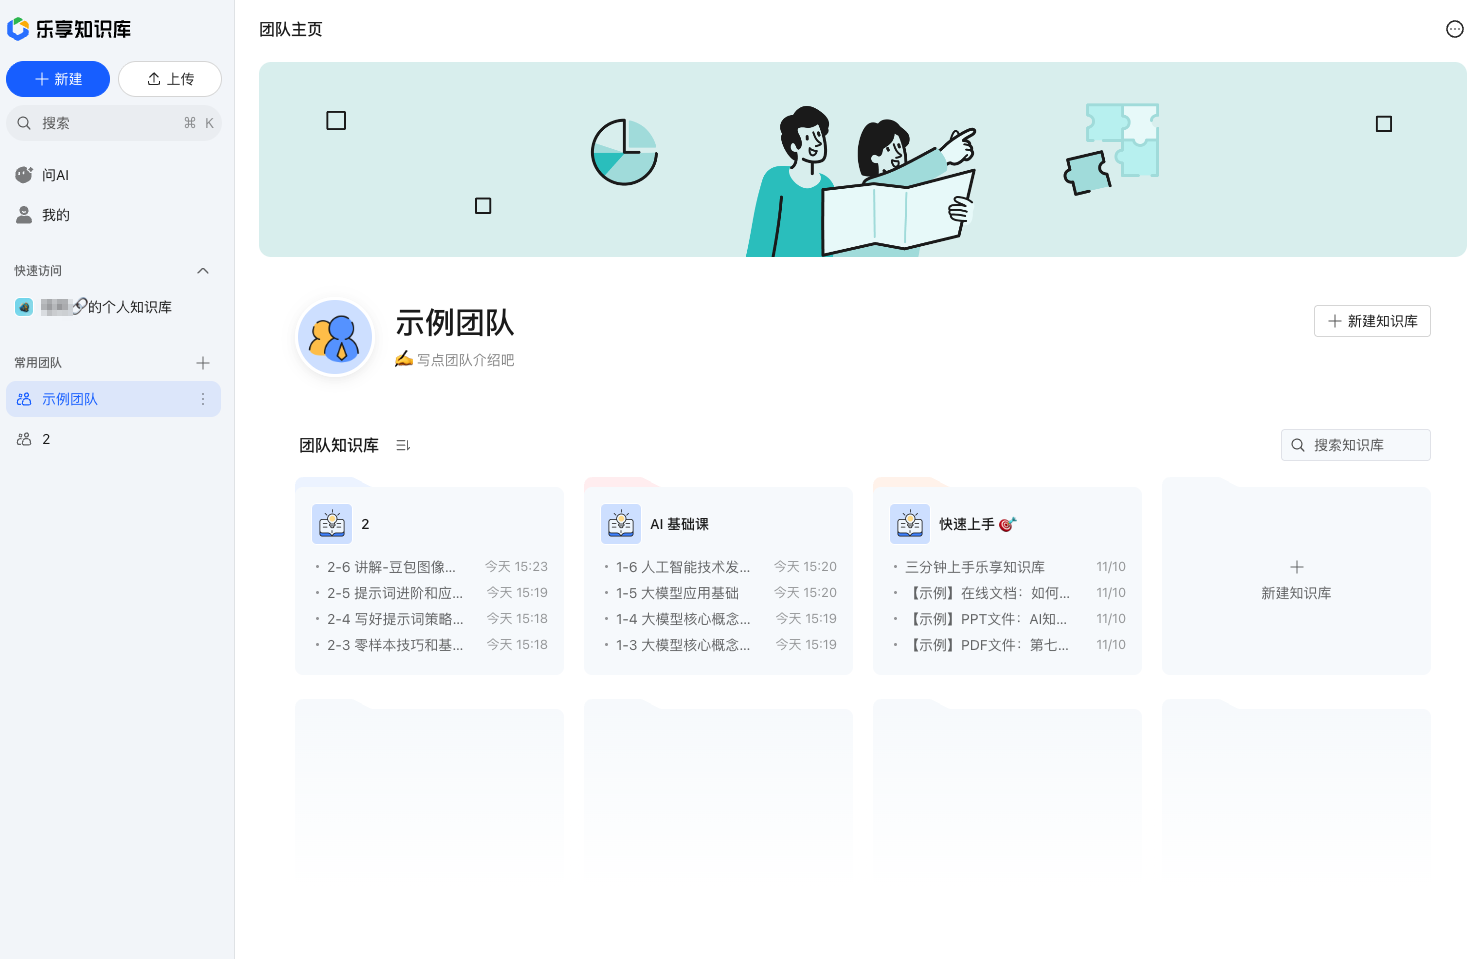 乐享知识库
新建
上传
搜索 ⌘ K
问AI
我的
快速访问
的个人知识库
常用团队
示例团队
2
团队主页
示例团队
写点团队介绍吧
新建知识库
团队知识库
搜索知识库
2
2-6 讲解-豆包图像... 今天 15:23
2-5 提示词进阶和应... 今天 15:19
2-4 写好提示词策略... 今天 15:18
2-3 零样本技巧和基... 今天 15:18
AI 基础课
1-6 人工智能技术发... 今天 15:20
1-5 大模型应用基础 今天 15:20
1-4 大模型核心概念... 今天 15:19
1-3 大模型核心概念... 今天 15:19
快速上手
三分钟上手乐享知识库 11/10
【示例】在线文档：如何... 11/10
【示例】PPT文件：AI知... 11/10
【示例】PDF文件：第七... 11/10
新建知识库